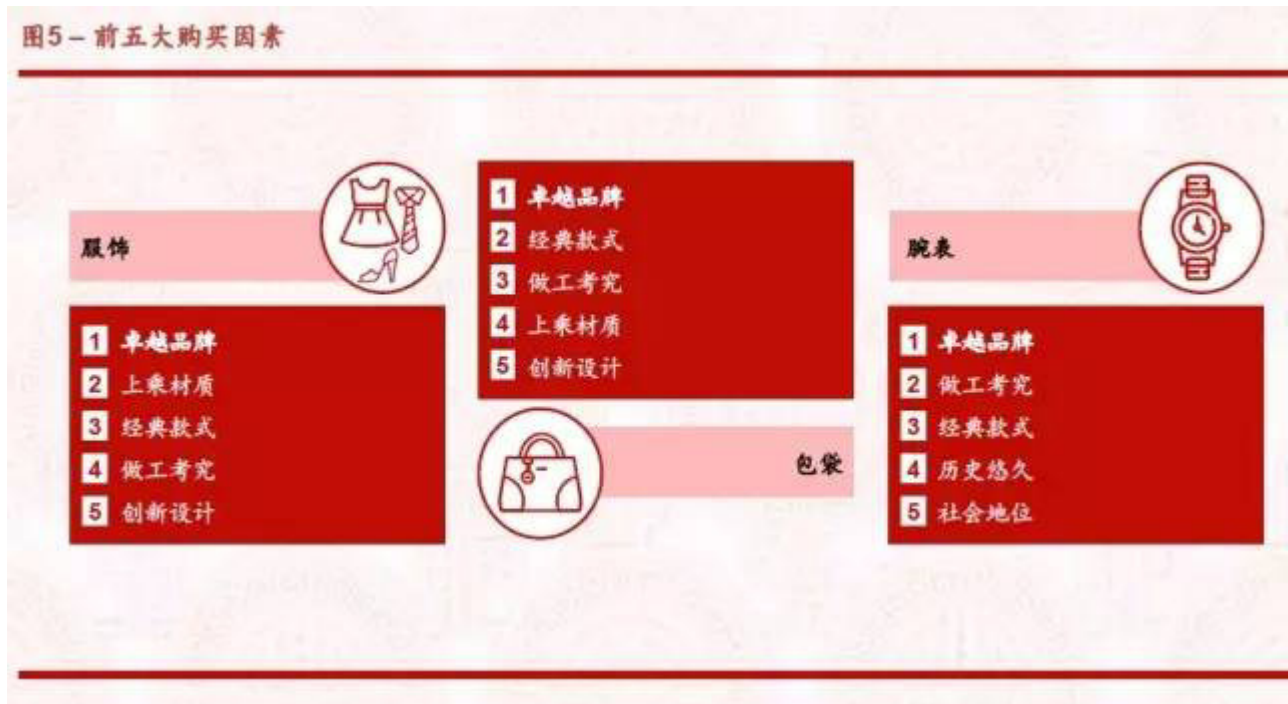 图5 – 前五大购买因素
服饰
1 卓越品牌
2 上乘材质
3 经典款式
4 做工考究
5 创新设计
1 卓越品牌
2 经典款式
3 做工考究
4 上乘材质
5 创新设计
包袋
腕表
1 卓越品牌
2 做工考究
3 经典款式
4 历史悠久
5 社会地位